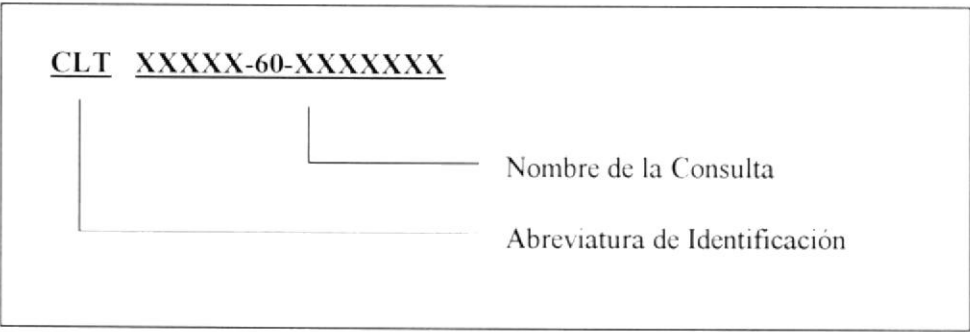 CLT XXXXX-60-XXXXXXX
Nombre de la Consulta
Abreviatura de Identificación